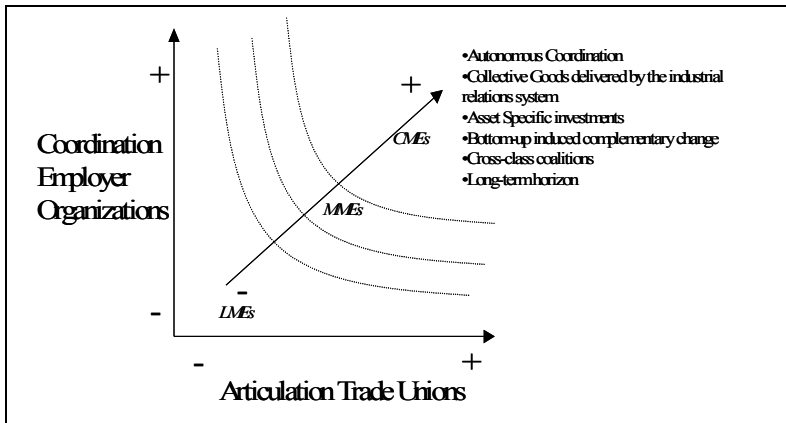 •Autonomous Coordination
•Collective Goods delivered by the industrial
relations system
•Asset Specific investments
•Bottom-up induced complementary change
•Cross-class coalitions
•Long-term horizon
+
+
Coordination
Employer
Organizations
CMEs
MMEs
-
LMEs
-
-
+
Articulation Trade Unions